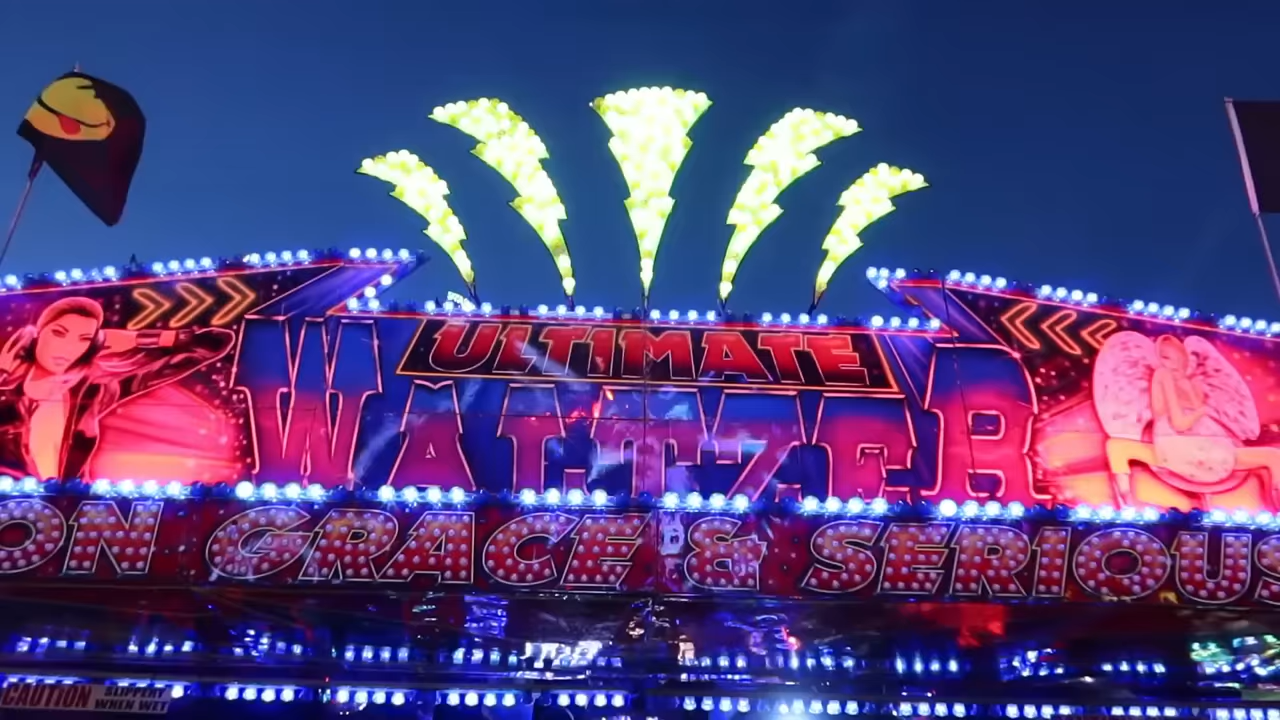 ULTIMATE
WALTZER
ON GRACE & SERIOUS
CAUTION SLIPPERY
WHEN WET